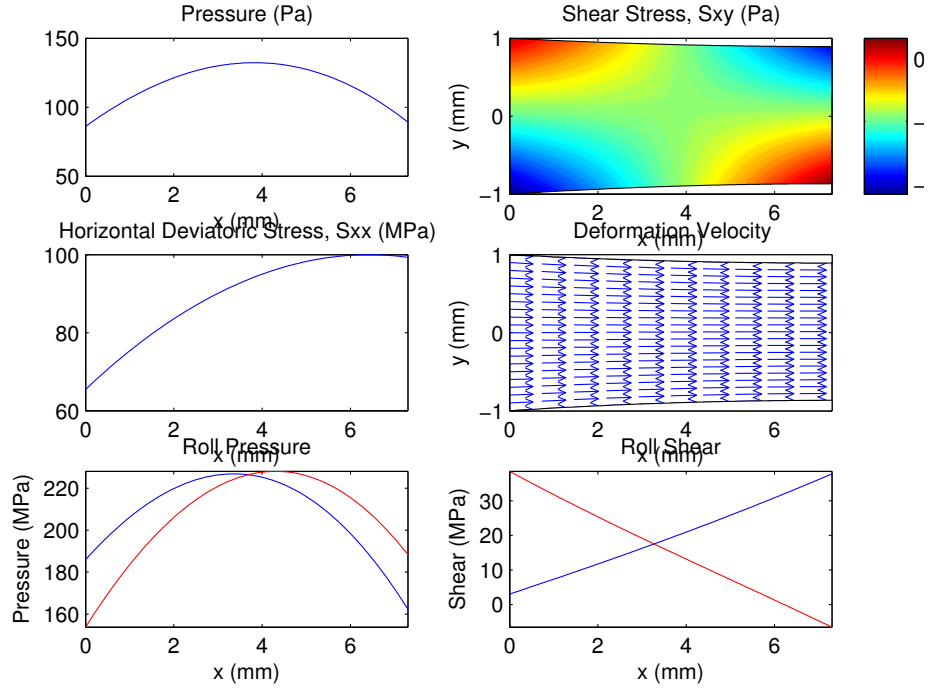 Pressure (Pa)
150
100
50
0 2 4 6
x (mm)
Shear Stress, Sxy (Pa)
1
0
−1
y (mm)
0 2 4 6
x (mm)
0
−
−
Horizontal Deviatoric Stress, Sxx (MPa)
100
80
60
0 2 4 6
x (mm)
Deformation Velocity
1
0
−1
y (mm)
0 2 4 6
x (mm)
Roll Pressure
220
200
180
160
Pressure (MPa)
0 2 4 6
x (mm)
Roll Shear
30
20
10
0
Shear (MPa)
0 2 4 6
x (mm)